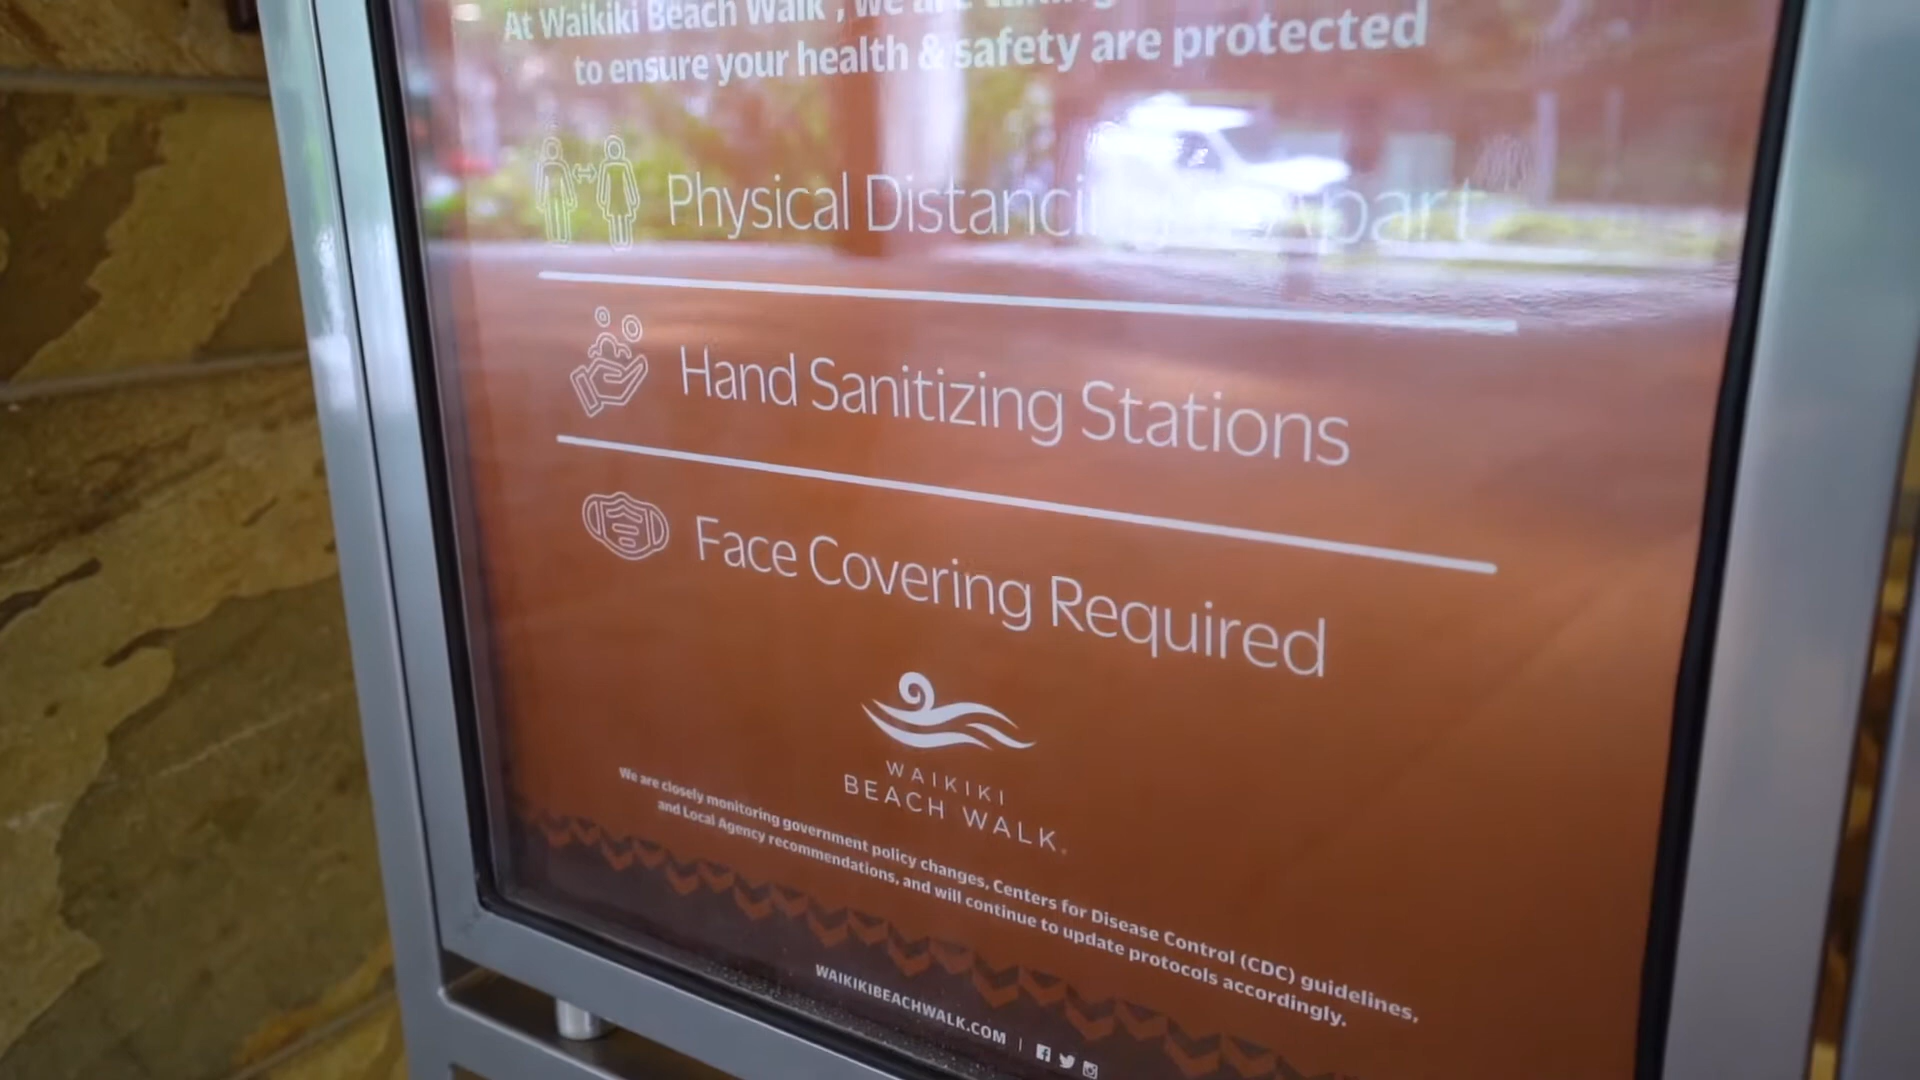 At Waikiki Beach Walk, we are taking
to ensure your health & safety are protected
Physical Distancing Apart
Hand Sanitizing Stations
Face Covering Required
WAIKIKI
BEACH WALK.
We are closely monitoring government policy changes, Centers for Disease Control (CDC) guidelines,
and Local Agency recommendations, and will continue to update protocols accordingly.
WAIKIKIBEACHWALK.COM |